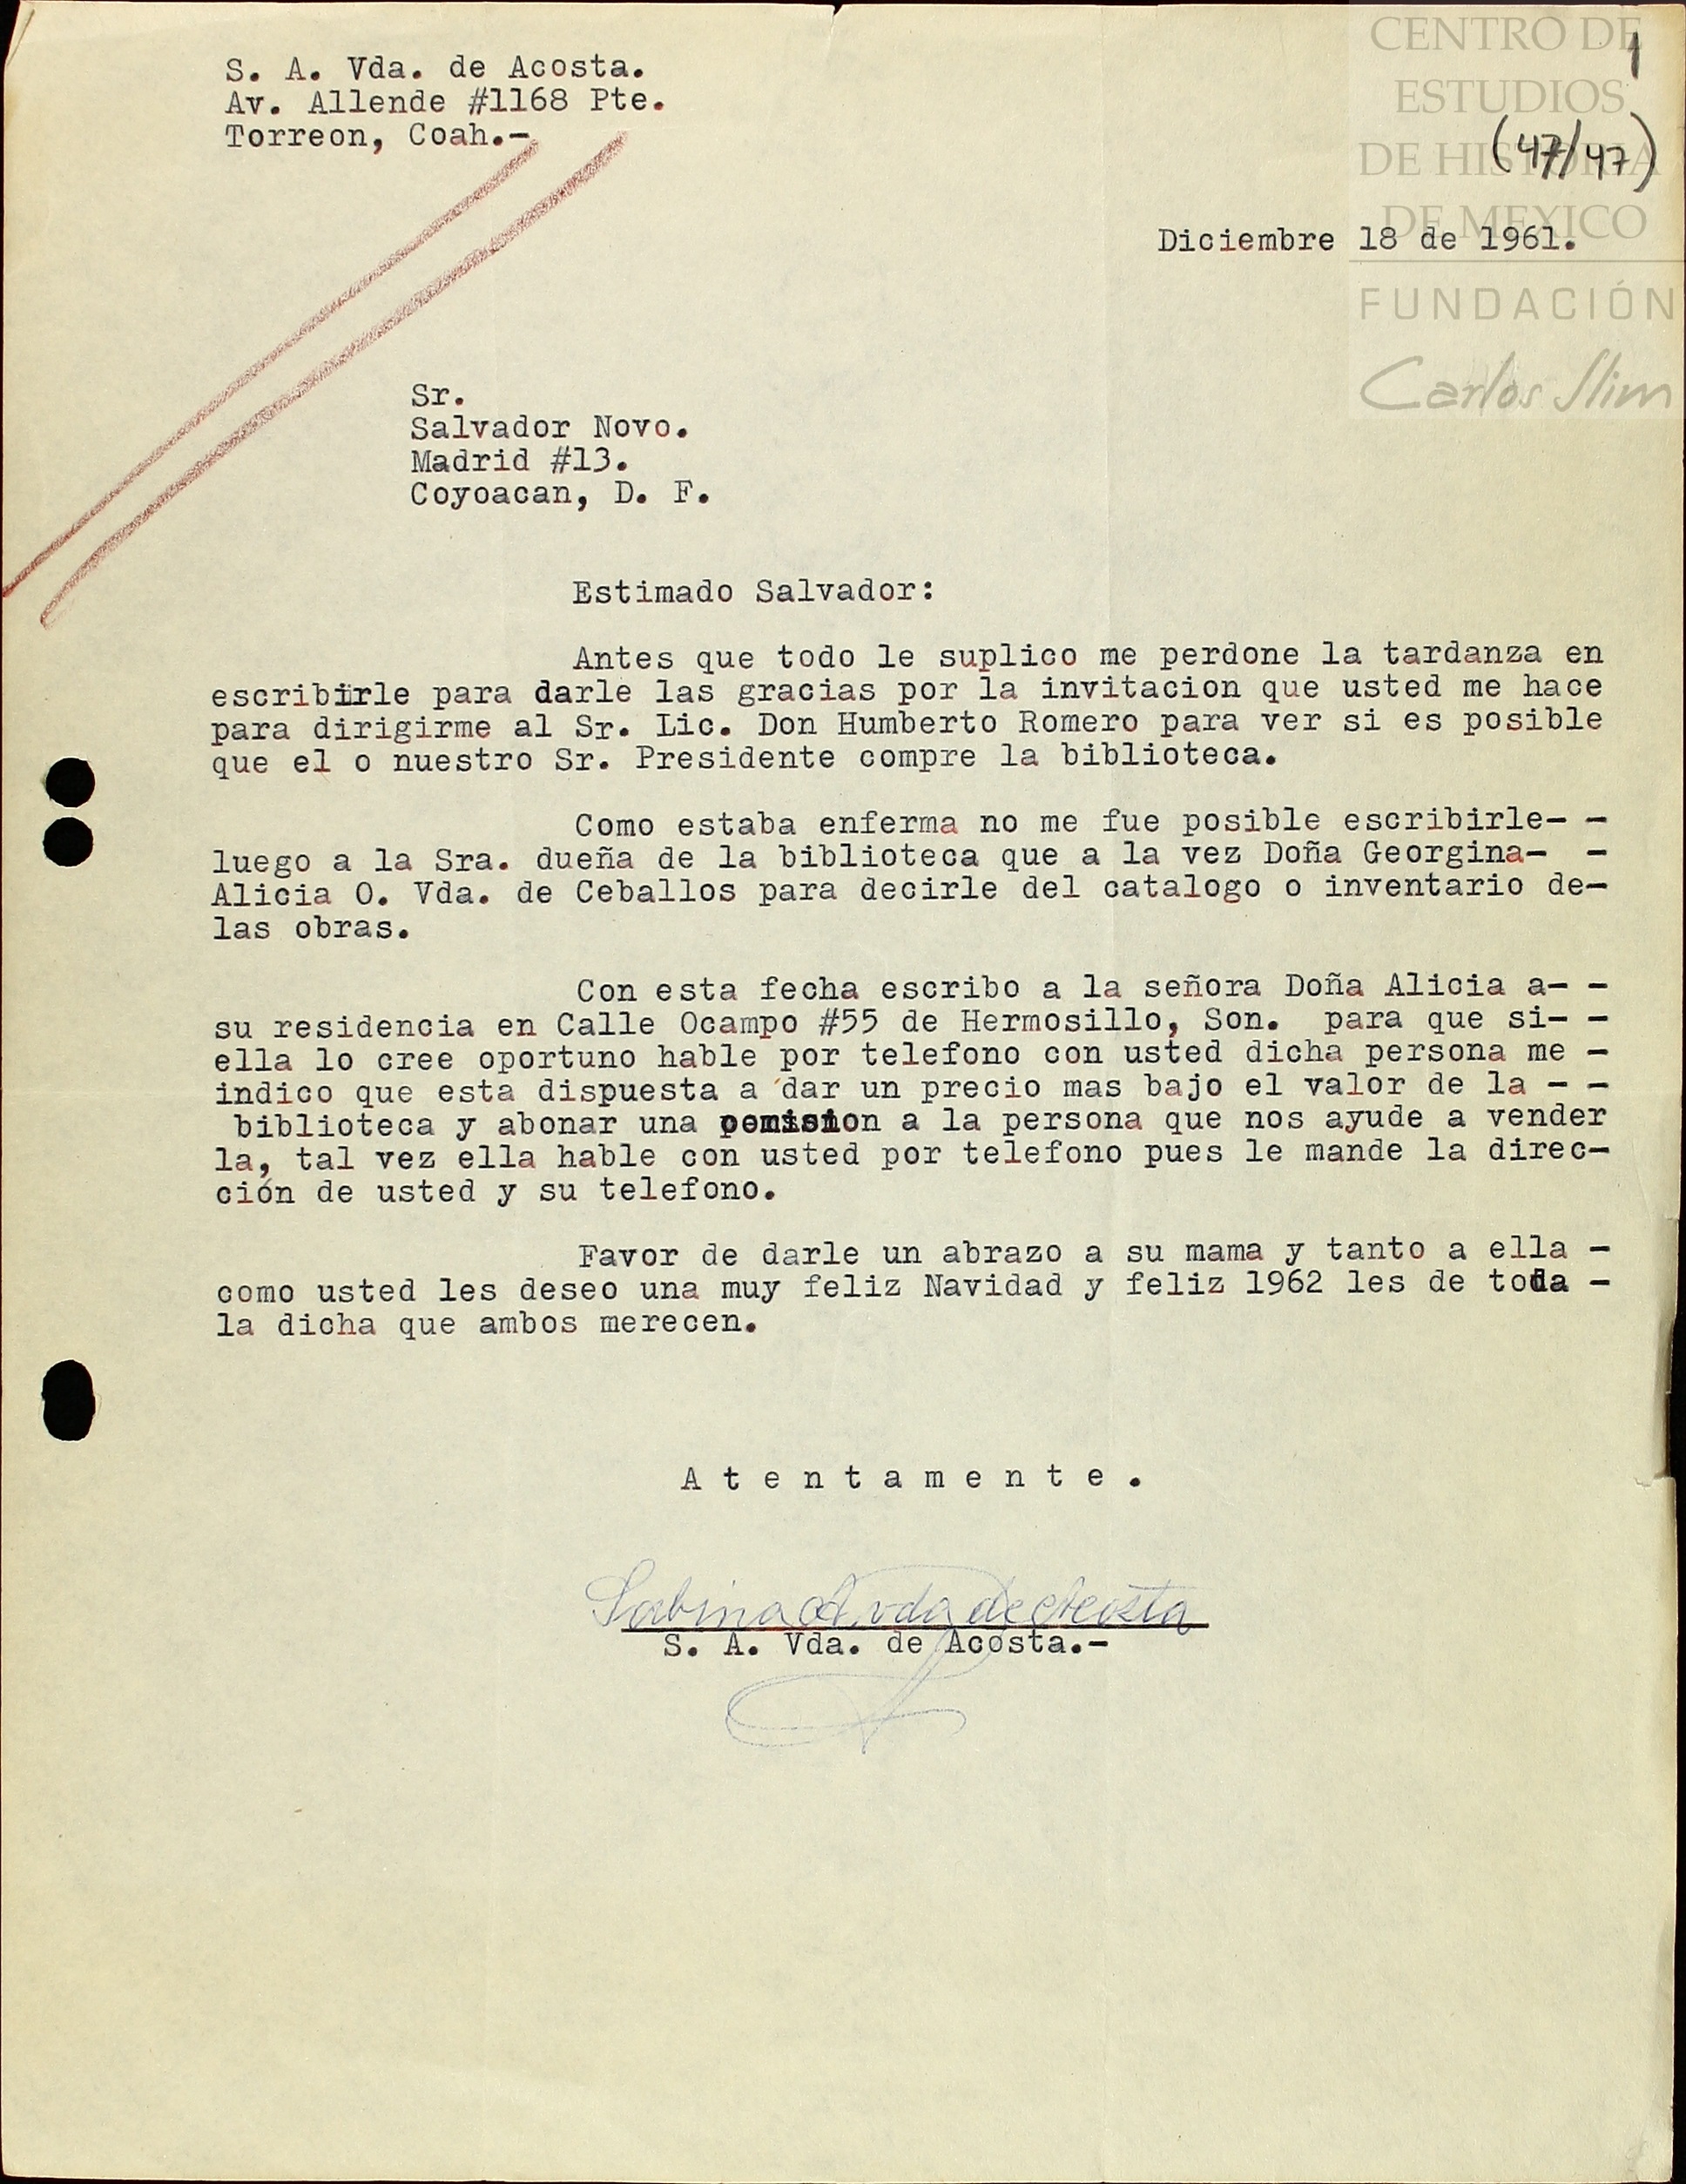 CENTRO DE
ESTUDIOS
DE HISTORIA
DE MEXICO
FUNDACIÓN
Carlos Slim
1
(47/47)
S. A. Vda. de Acosta.
Av. Allende #1168 Pte.
Torreon, Coah.-
Diciembre 18 de 1961.
Sr.
Salvador Novo.
Madrid #13.
Coyoacan, D. F.
Estimado Salvador:
Antes que todo le suplico me perdone la tardanza en
escribirle para darle las gracias por la invitacion que usted me hace
para dirigirme al Sr. Lic. Don Humberto Romero para ver si es posible
que el o nuestro Sr. Presidente compre la biblioteca.
Como estaba enferma no me fue posible escribirle- -
luego a la Sra. dueña de la biblioteca que a la vez Doña Georgina- -
Alicia O. Vda. de Ceballos para decirle del catalogo o inventario de-
las obras.
Con esta fecha escribo a la señora Doña Alicia a- -
su residencia en Calle Ocampo #55 de Hermosillo, Son. para que si- -
ella lo cree oportuno hable por telefono con usted dicha persona me -
indico que esta dispuesta a dar un precio mas bajo el valor de la - -
biblioteca y abonar una comision a la persona que nos ayude a vender
la, tal vez ella hable con usted por telefono pues le mande la direc-
ción de usted y su telefono.
Favor de darle un abrazo a su mama y tanto a ella -
como usted les deseo una muy feliz Navidad y feliz 1962 les de toda -
la dicha que ambos merecen.
A t e n t a m e n t e .
Sabina A vda de Acosta
S. A. Vda. de Acosta.-